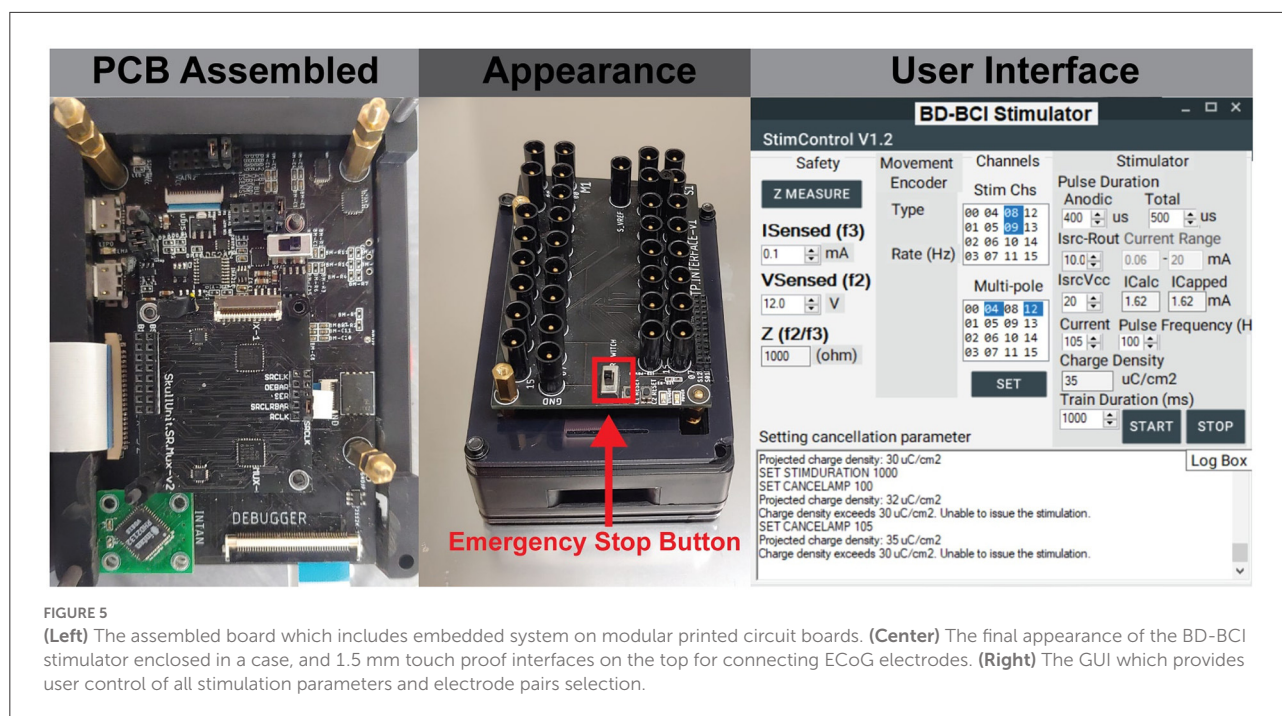 PCB Assembled
Appearance
User Interface
SkullUnit.SR.Mux-v2
SRCLK
OEBAR
SER
SRCLRBAR
RCLK
INTAN
DEBUGGER
M1
S1
S_VREF
TP.INTERFACE-V1
GND
Emergency Stop Button
BD-BCI Stimulator
StimControl V1.2
Safety
Z MEASURE
ISensed (f3)
0.1 mA
VSensed (f2)
12.0 V
Z (f2/f3)
1000 (ohm)
Movement
Encoder
Type
Rate (Hz)
Channels
Stim Chs
00 04 08 12
01 05 09 13
02 06 10 14
03 07 11 15
Multi-pole
00 04 08 12
01 05 09 13
02 06 10 14
03 07 11 15
SET
Stimulator
Pulse Duration
Anodic Total
400 us 500 us
Isrc-Rout Current Range
10.0 0.06 - 20 mA
IsrcVcc ICalc ICapped
20 1.62 1.62 mA
Current Pulse Frequency (H
105 100
Charge Density
35 uC/cm2
Train Duration (ms)
1000 START STOP
Setting cancellation parameter
Log Box
Projected charge density: 30 uC/cm2
SET STIMDURATION 1000
SET CANCELAMP 100
Projected charge density: 32 uC/cm2
Charge density exceeds 30 uC/cm2. Unable to issue the stimulation.
SET CANCELAMP 105
Projected charge density: 35 uC/cm2
Charge density exceeds 30 uC/cm2. Unable to issue the stimulation.
FIGURE 5
(Left) The assembled board which includes embedded system on modular printed circuit boards. (Center) The final appearance of the BD-BCI
stimulator enclosed in a case, and 1.5 mm touch proof interfaces on the top for connecting ECoG electrodes. (Right) The GUI which provides
user control of all stimulation parameters and electrode pairs selection.